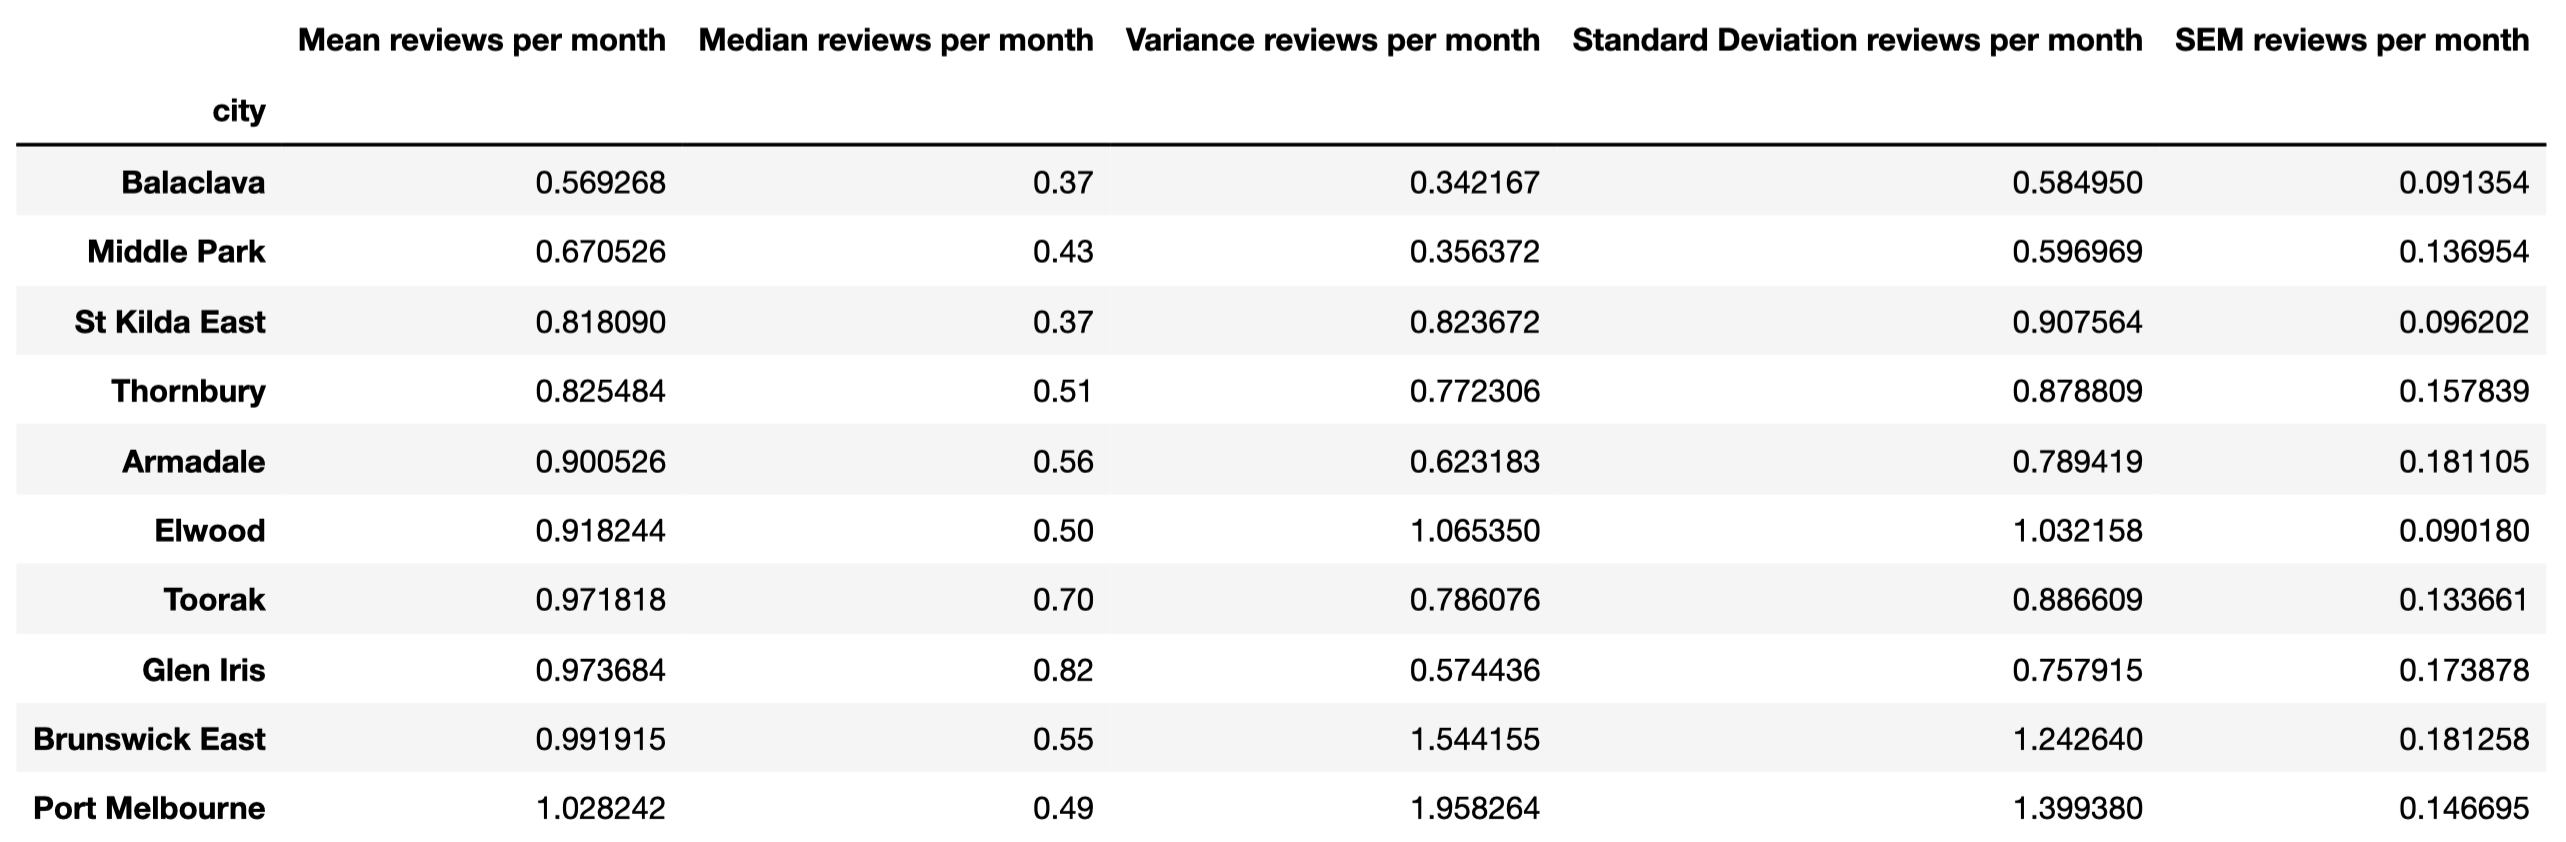 Mean reviews per month Median reviews per month Variance reviews per month Standard Deviation reviews per month SEM reviews per month
city
Balaclava 0.569268 0.37 0.342167 0.584950 0.091354
Middle Park 0.670526 0.43 0.356372 0.596969 0.136954
St Kilda East 0.818090 0.37 0.823672 0.907564 0.096202
Thornbury 0.825484 0.51 0.772306 0.878809 0.157839
Armadale 0.900526 0.56 0.623183 0.789419 0.181105
Elwood 0.918244 0.50 1.065350 1.032158 0.090180
Toorak 0.971818 0.70 0.786076 0.886609 0.133661
Glen Iris 0.973684 0.82 0.574436 0.757915 0.173878
Brunswick East 0.991915 0.55 1.544155 1.242640 0.181258
Port Melbourne 1.028242 0.49 1.958264 1.399380 0.146695